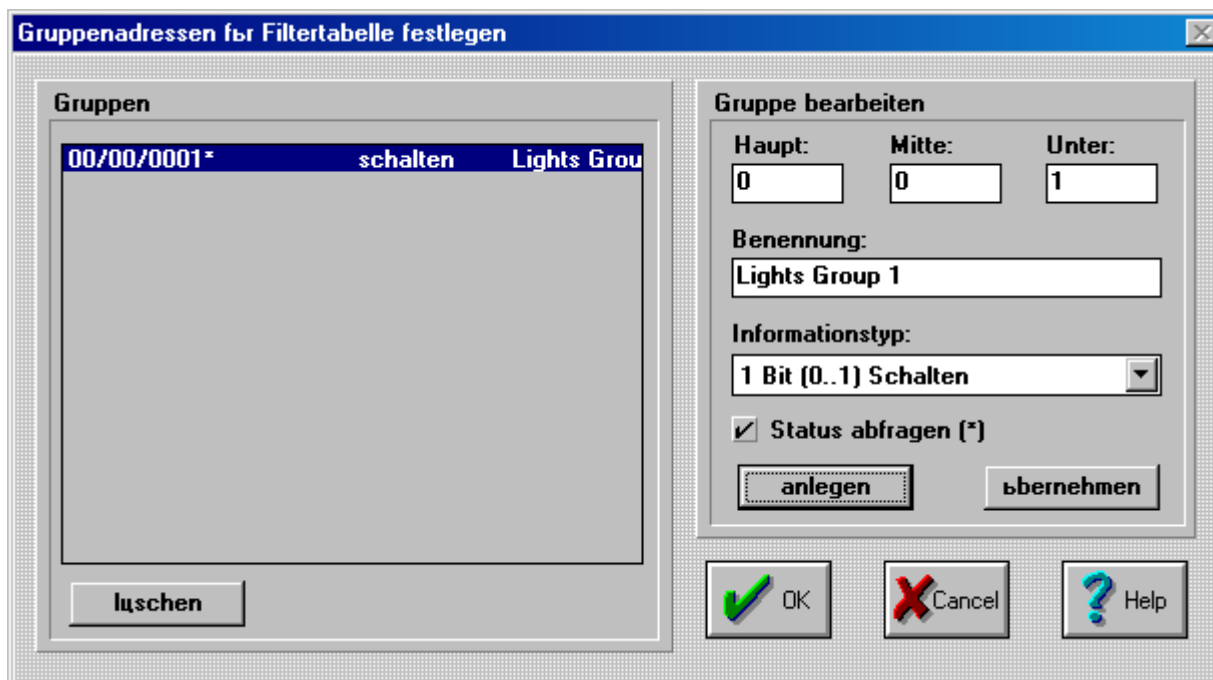 Gruppenadressen fьr Filtertabelle festlegen
Gruppen
00/00/0001* schalten Lights Grou
lцschen
Gruppe bearbeiten
Haupt: Mitte: Unter:
0 0 1
Benennung:
Lights Group 1
Informationstyp:
1 Bit (0..1) Schalten
Status abfragen (*)
anlegen ьbernehmen
OK Cancel Help